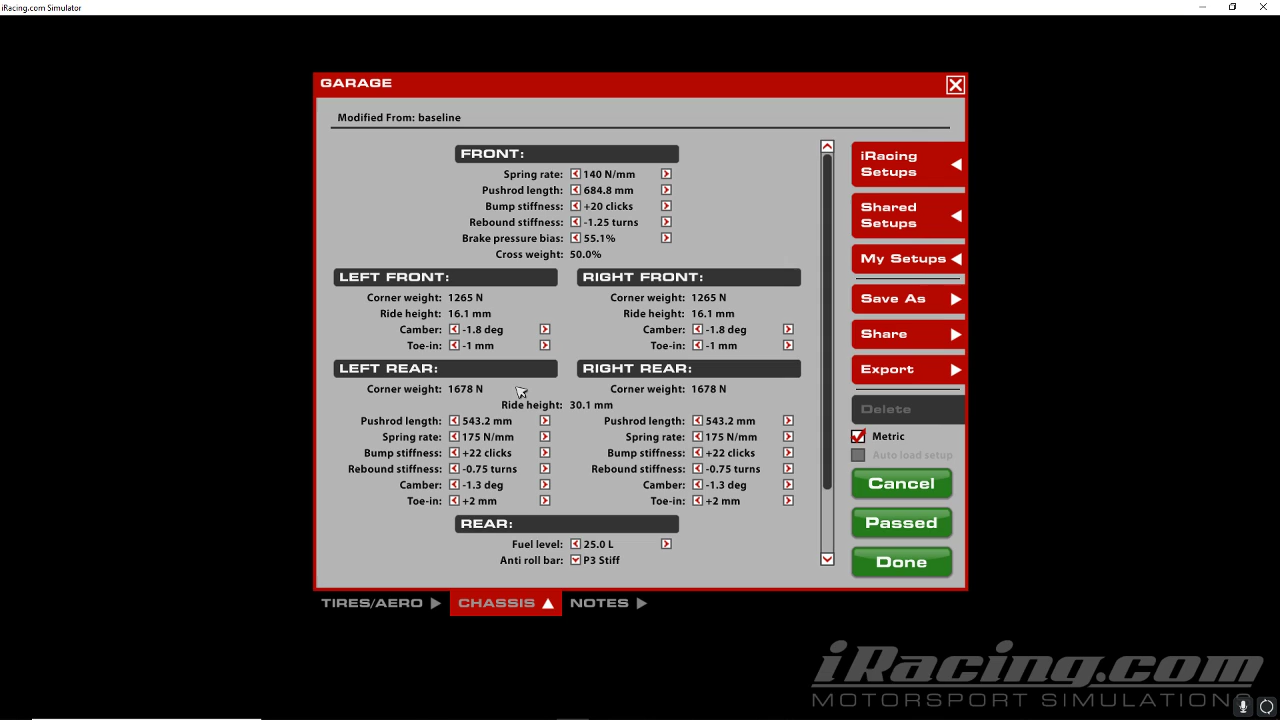 iRacing.com Simulator
GARAGE
Modified From: baseline
FRONT:
Spring rate: 140 N/mm
Pushrod length: 684.8 mm
Bump stiffness: +20 clicks
Rebound stiffness: -1.25 turns
Brake pressure bias: 55.1%
Cross weight: 50.0%
LEFT FRONT:
Corner weight: 1265 N
Ride height: 16.1 mm
Camber: -1.8 deg
Toe-in: -1 mm
RIGHT FRONT:
Corner weight: 1265 N
Ride height: 16.1 mm
Camber: -1.8 deg
Toe-in: -1 mm
LEFT REAR:
Corner weight: 1678 N
RIGHT REAR:
Corner weight: 1678 N
Ride height: 30.1 mm
Pushrod length: 543.2 mm
Spring rate: 175 N/mm
Bump stiffness: +22 clicks
Rebound stiffness: -0.75 turns
Camber: -1.3 deg
Toe-in: +2 mm
Pushrod length: 543.2 mm
Spring rate: 175 N/mm
Bump stiffness: +22 clicks
Rebound stiffness: -0.75 turns
Camber: -1.3 deg
Toe-in: +2 mm
REAR:
Fuel level: 25.0 L
Anti roll bar: P3 Stiff
iRacing
Setups
Shared
Setups
My Setups
Save As
Share
Export
Delete
Metric
Auto load setup
Cancel
Passed
Done
TIRES/AERO
CHASSIS
NOTES
iRacing.com
MOTORSPORT SIMULATIONS